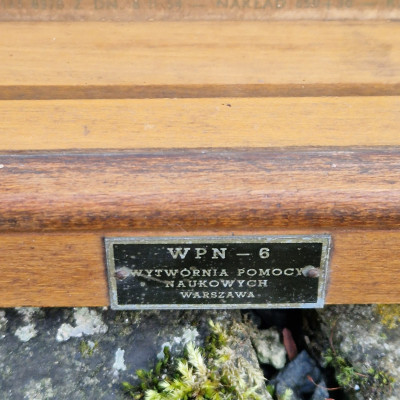 WPN – 6
WYTWÓRNIA POMOCY
NAUKOWYCH
WARSZAWA